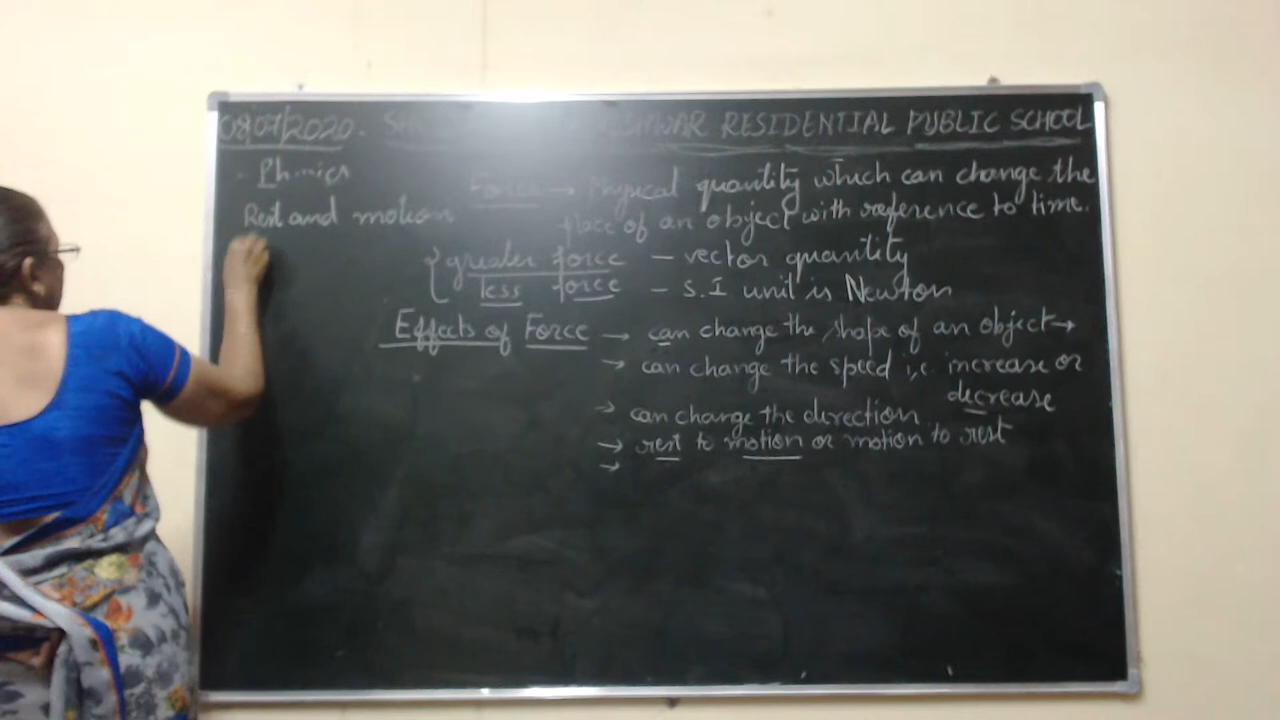 08/07/2020. RESIDENTIAL PUBLIC SCHOOL
Physics
Force → Physical quantity which can change the
Rest and motion
place of an object with reference to time.
{ greater force — vector quantity
less force — S.I unit is Newton
Effects of Force → can change the shape of an object →
→ can change the speed i,e increase or
decrease
→ can change the direction
→ rest to motion or motion to rest
→